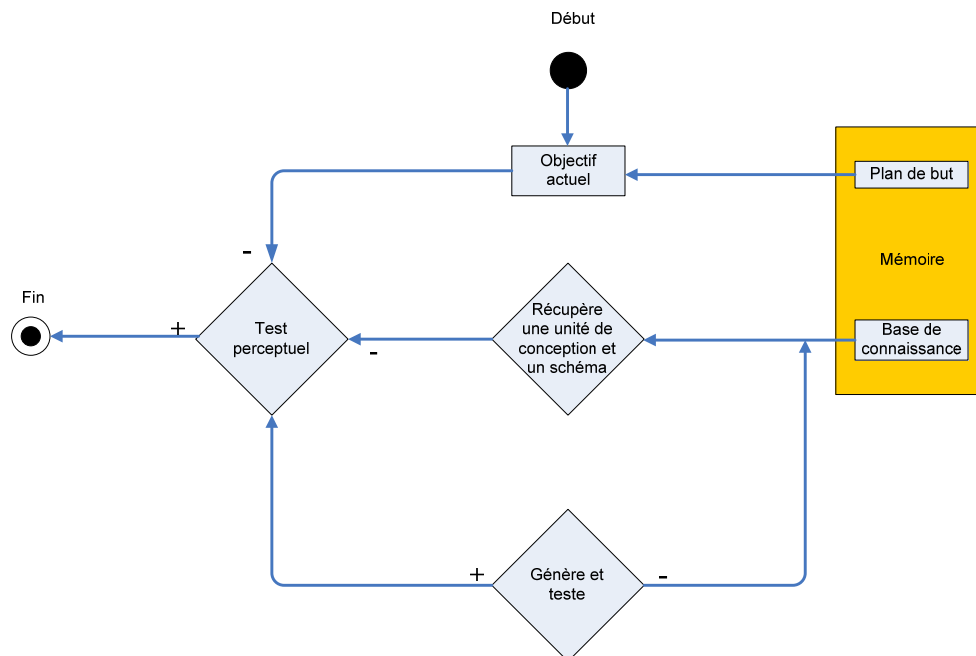 Début
Objectif
actuel
Plan de but
-
Mémoire
Fin
+
Test
perceptuel
-
Récupère
une unité de
conception et
un schéma
Base de
connaissance
+
Génère et
teste
-